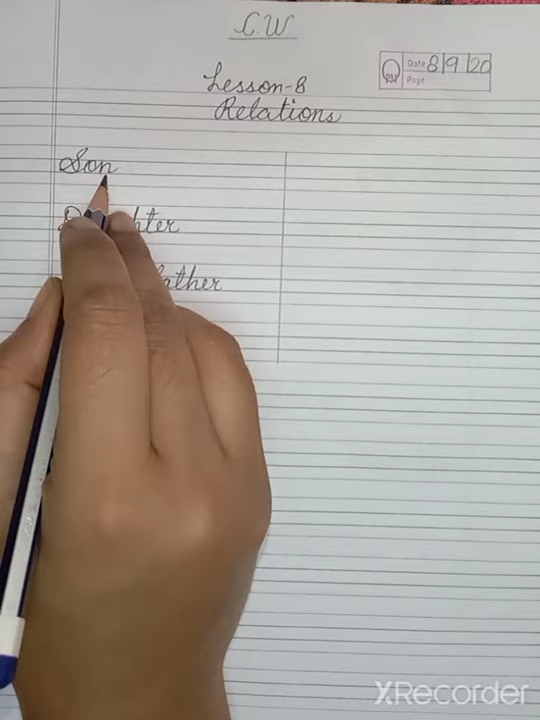 C.W
Date 8/9/20
Page
Lesson-8
Relations
Son
XRecorder